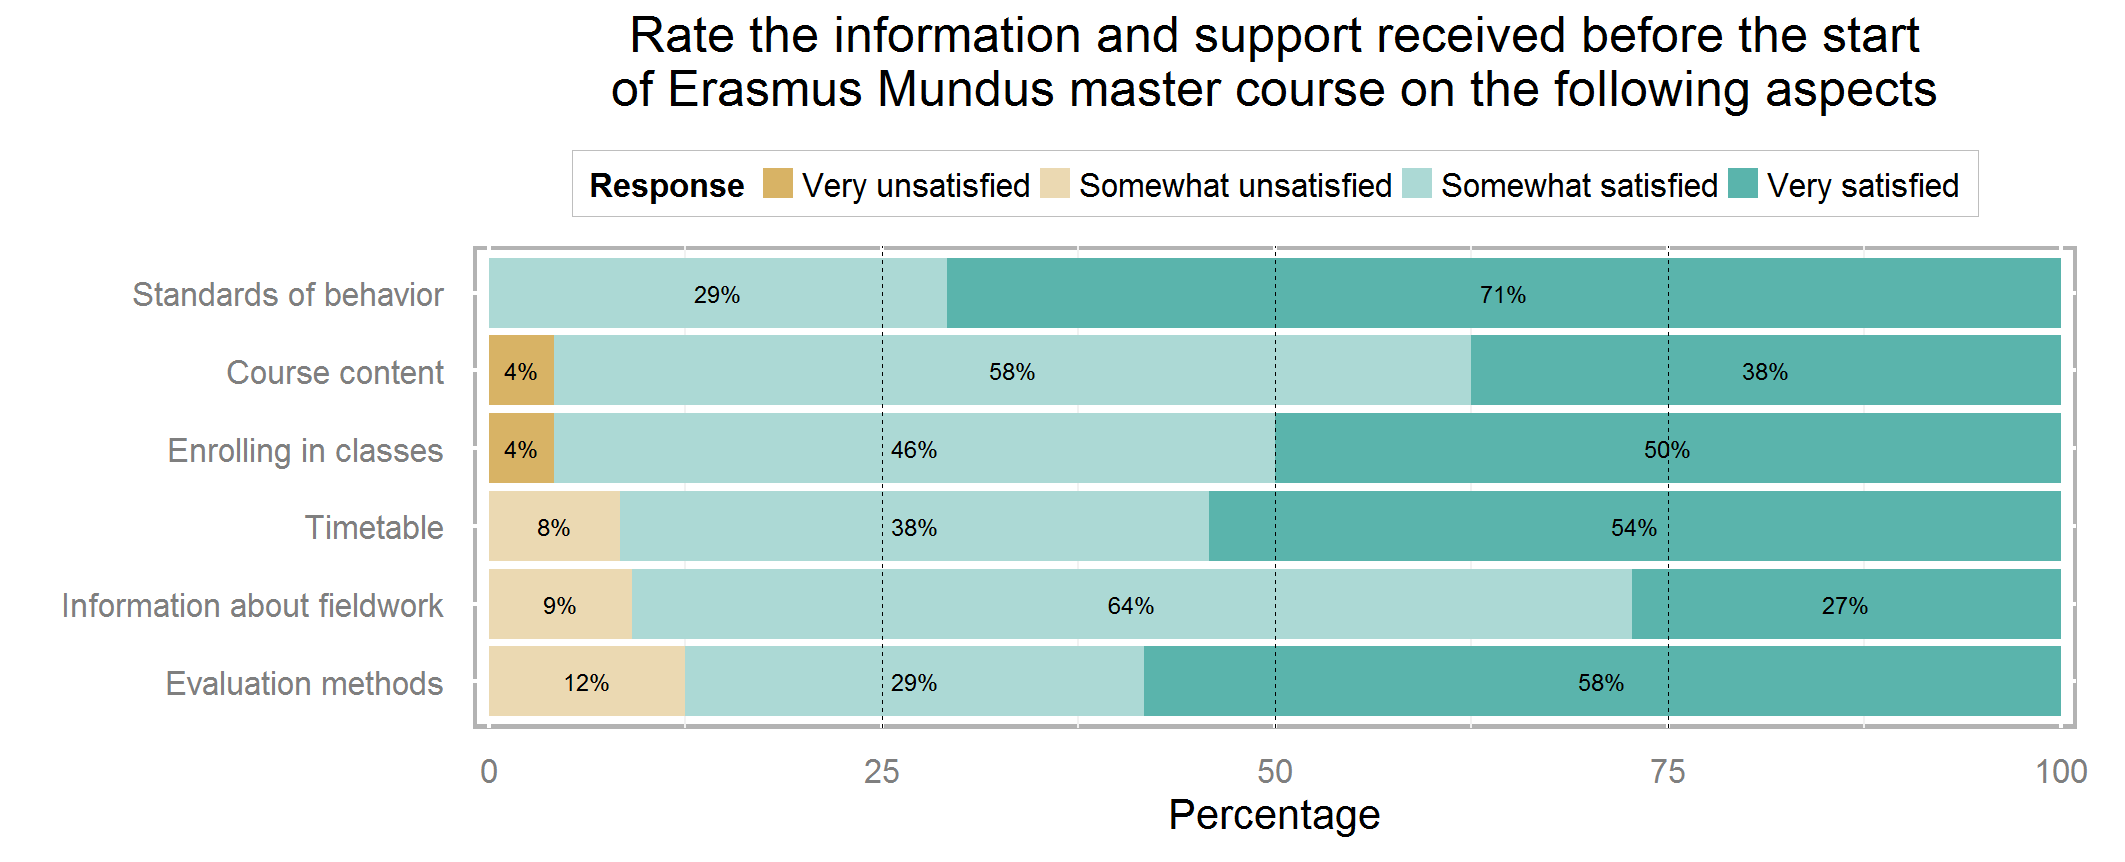 Rate the information and support received before the start
of Erasmus Mundus master course on the following aspects
Response Very unsatisfied Somewhat unsatisfied Somewhat satisfied Very satisfied
Standards of behavior 29% 71%
Course content 4% 58% 38%
Enrolling in classes 4% 46% 50%
Timetable 8% 38% 54%
Information about fieldwork 9% 64% 27%
Evaluation methods 12% 29% 58%
0 25 50 75 100
Percentage